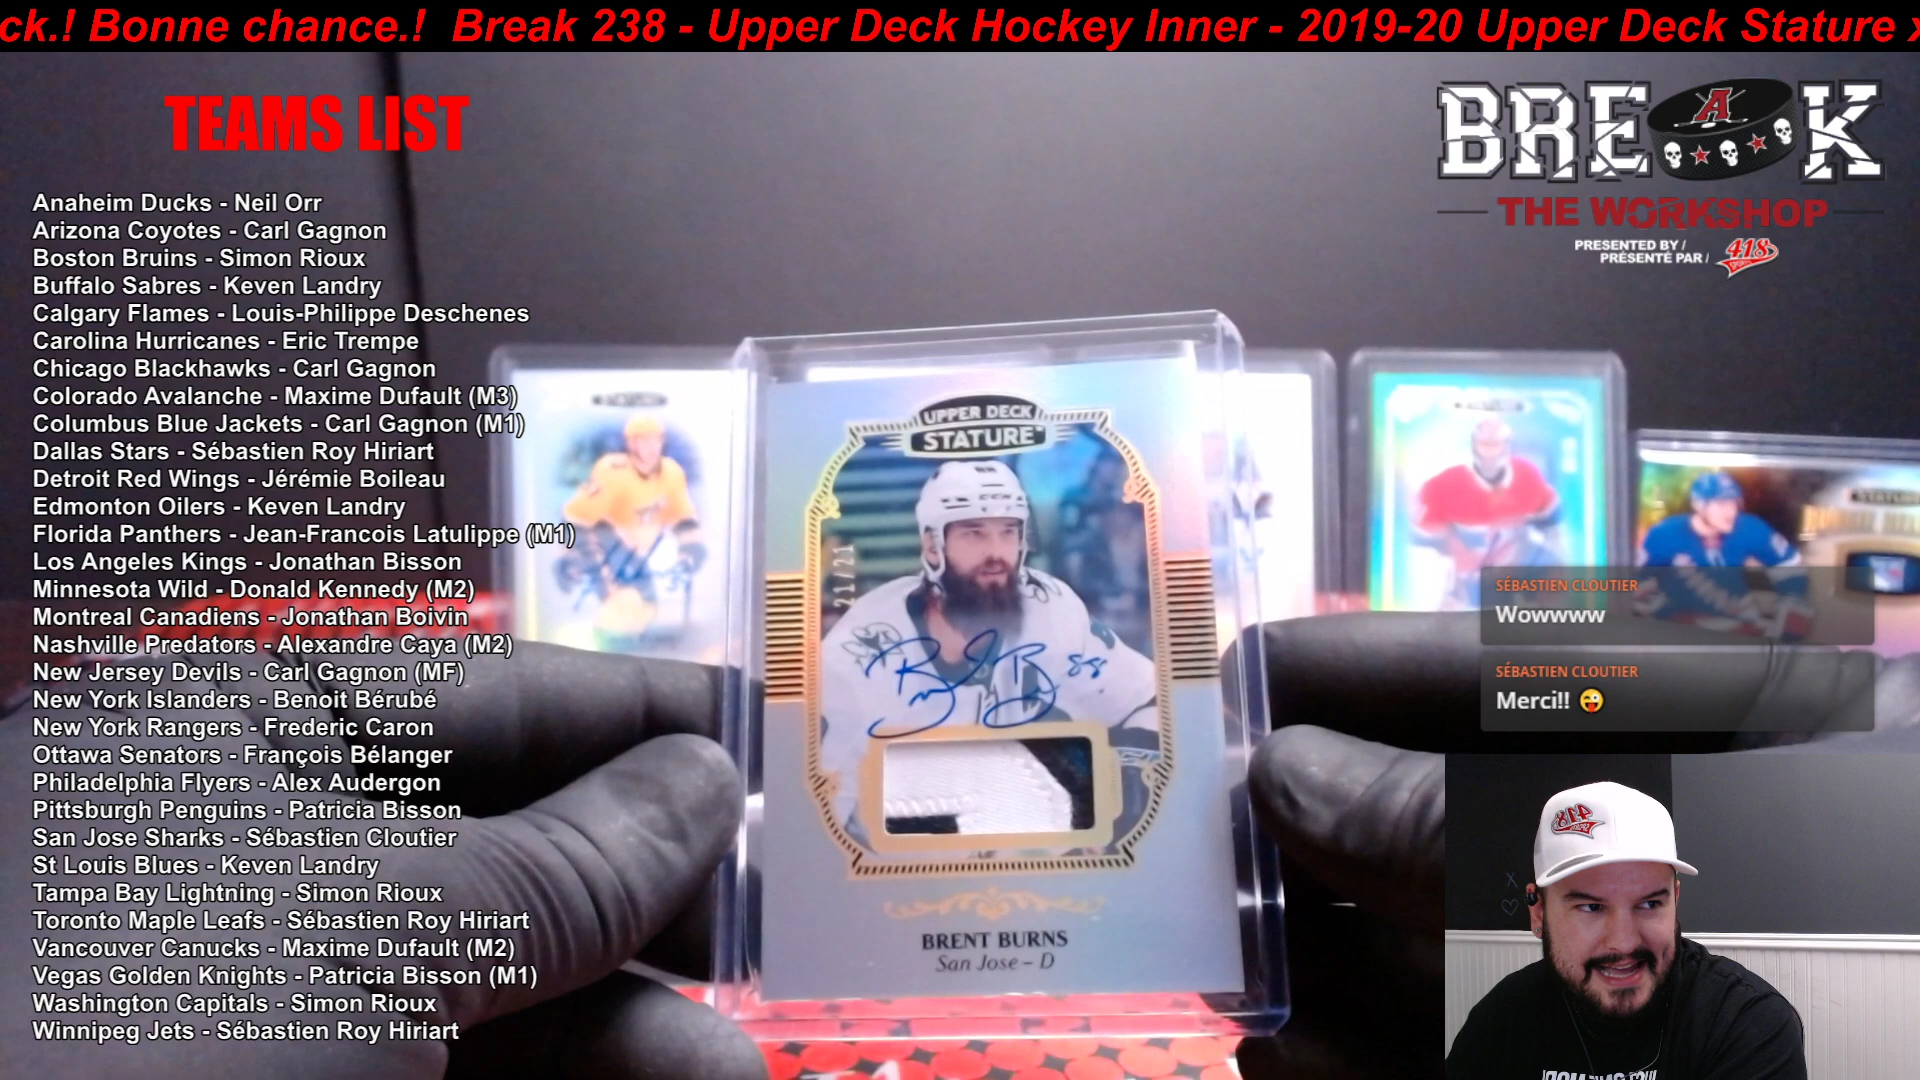 ck.! Bonne chance.!  Break 238 - Upper Deck Hockey Inner - 2019-20 Upper Deck Stature x
TEAMS LIST
Anaheim Ducks - Neil Orr
Arizona Coyotes - Carl Gagnon
Boston Bruins - Simon Rioux
Buffalo Sabres - Keven Landry
Calgary Flames - Louis-Philippe Deschenes
Carolina Hurricanes - Eric Trempe
Chicago Blackhawks - Carl Gagnon
Colorado Avalanche - Maxime Dufault (M3)
Columbus Blue Jackets - Carl Gagnon (M1)
Dallas Stars - Sébastien Roy Hiriart
Detroit Red Wings - Jérémie Boileau
Edmonton Oilers - Keven Landry
Florida Panthers - Jean-Francois Latulippe (M1)
Los Angeles Kings - Jonathan Bisson
Minnesota Wild - Donald Kennedy (M2)
Montreal Canadiens - Jonathan Boivin
Nashville Predators - Alexandre Caya (M2)
New Jersey Devils - Carl Gagnon (MF)
New York Islanders - Benoit Bérubé
New York Rangers - Frederic Caron
Ottawa Senators - François Bélanger
Philadelphia Flyers - Alex Audergon
Pittsburgh Penguins - Patricia Bisson
San Jose Sharks - Sébastien Cloutier
St Louis Blues - Keven Landry
Tampa Bay Lightning - Simon Rioux
Toronto Maple Leafs - Sébastien Roy Hiriart
Vancouver Canucks - Maxime Dufault (M2)
Vegas Golden Knights - Patricia Bisson (M1)
Washington Capitals - Simon Rioux
Winnipeg Jets - Sébastien Roy Hiriart
UPPER DECK
STATURE
21/21
88
BRENT BURNS
San Jose – D
BREAK
A
THE WORKSHOP
PRESENTED BY /
PRÉSENTÉ PAR /
418
SÉBASTIEN CLOUTIER
Wowwww
SÉBASTIEN CLOUTIER
Merci!! 😜
418